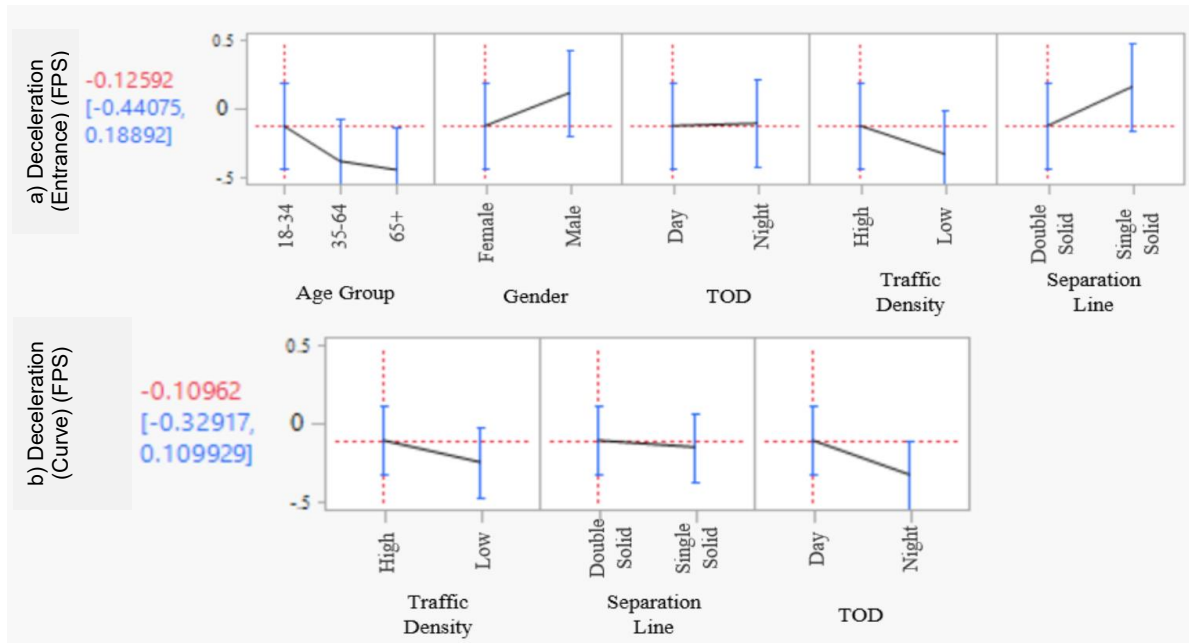 a) Deceleration
(Entrance) (FPS)
-0.12592
[-0.44075,
0.18892]
0.5
0
-.5
18-34
35-64
65+
Female
Male
Day
Night
High
Low
Double
Solid
Single
Solid
Age Group
Gender
TOD
Traffic
Density
Separation
Line
b) Deceleration
(Curve) (FPS)
-0.10962
[-0.32917,
0.109929]
0.5
0
-.5
High
Low
Double
Solid
Single
Solid
Day
Night
Traffic
Density
Separation
Line
TOD